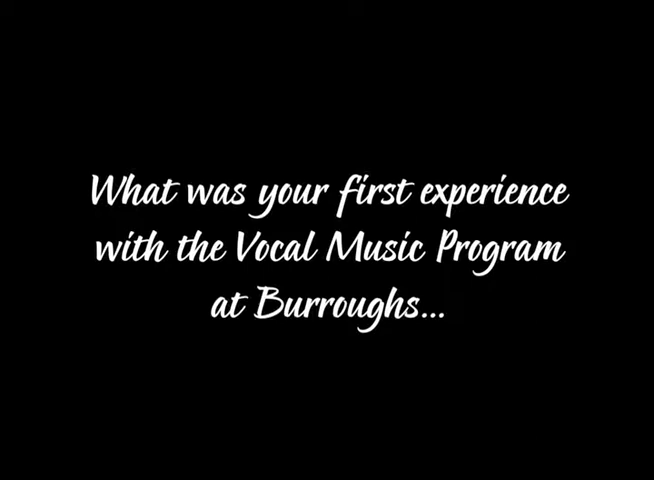 What was your first experience
with the Vocal Music Program
at Burroughs...